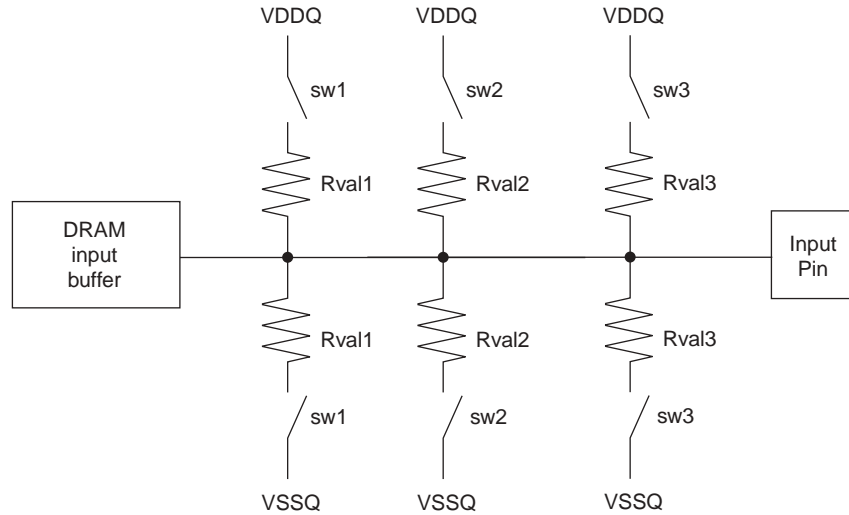 VDDQ
VDDQ
VDDQ
sw1
sw2
sw3
Rval1
Rval2
Rval3
DRAM
input
buffer
Input
Pin
Rval1
Rval2
Rval3
sw1
sw2
sw3
VSSQ
VSSQ
VSSQ